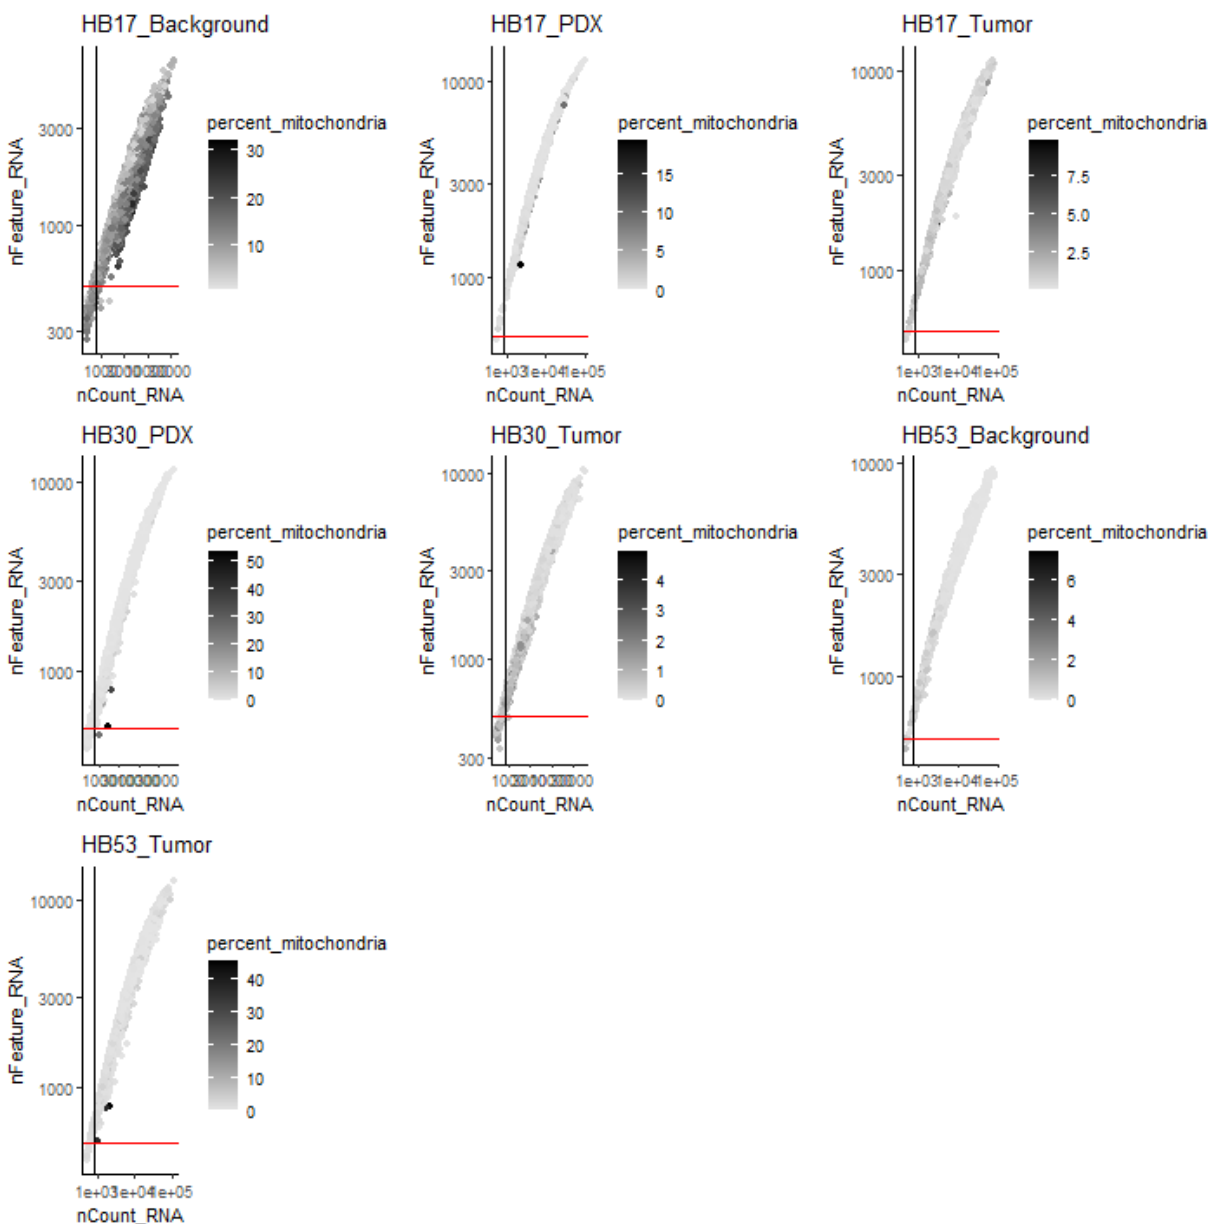 HB17_Background
HB17_PDX
HB17_Tumor
nFeature_RNA
3000
1000
300
nCount_RNA
percent_mitochondria
30
20
10
nFeature_RNA
10000
3000
1000
1e+03
1e+04
1e+05
nCount_RNA
percent_mitochondria
15
10
5
0
nFeature_RNA
10000
3000
1000
1e+03
1e+04
1e+05
nCount_RNA
percent_mitochondria
7.5
5.0
2.5
HB30_PDX
HB30_Tumor
HB53_Background
nFeature_RNA
10000
3000
1000
nCount_RNA
percent_mitochondria
50
40
30
20
10
0
nFeature_RNA
10000
3000
1000
300
nCount_RNA
percent_mitochondria
4
3
2
1
0
nFeature_RNA
10000
3000
1000
1e+03
1e+04
1e+05
nCount_RNA
percent_mitochondria
6
4
2
0
HB53_Tumor
nFeature_RNA
10000
3000
1000
1e+03
1e+04
1e+05
nCount_RNA
percent_mitochondria
40
30
20
10
0